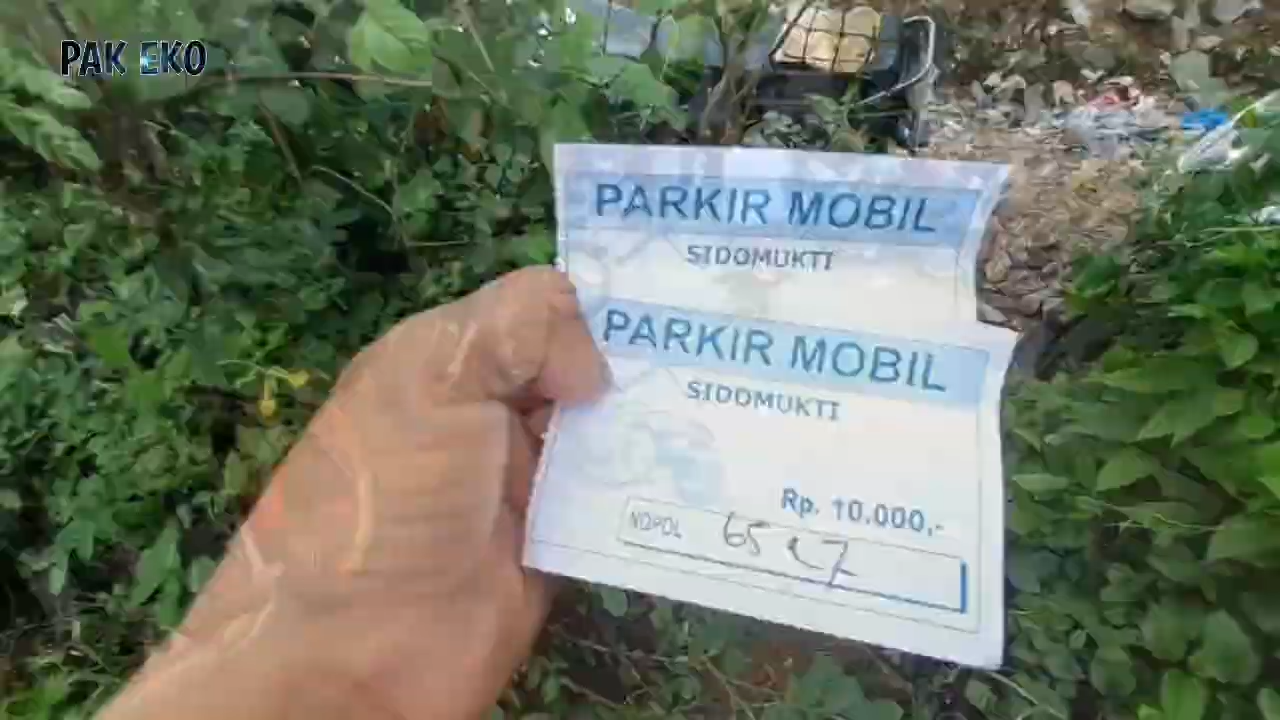 PAK EKO
PARKIR MOBIL
SIDOMUKTI
PARKIR MOBIL
SIDOMUKTI
Rp. 10.000,-
NOPOL